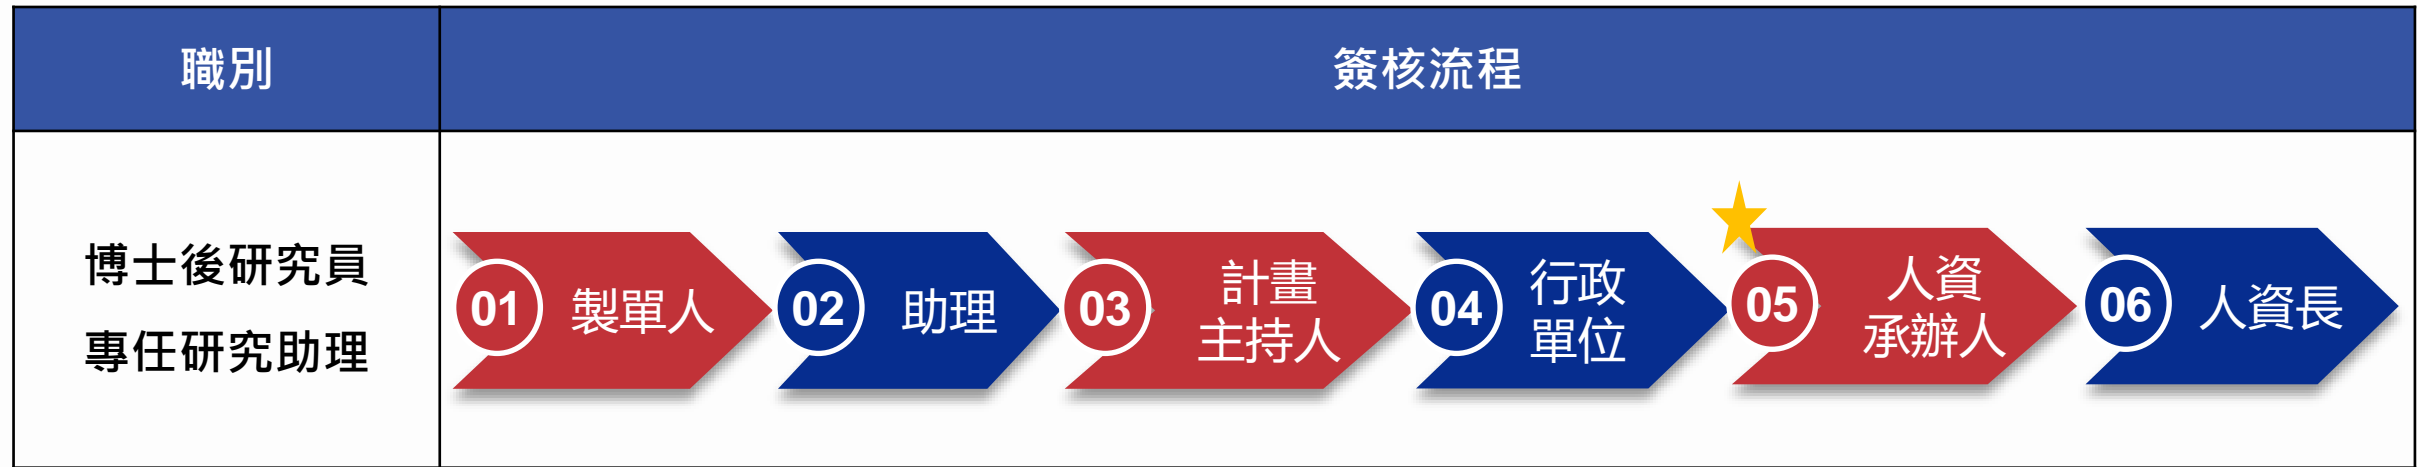 職別
簽核流程
博士後研究員
專任研究助理
01
製單人
02
助理
03
計畫
主持人
04
行政
單位
05
人資
承辦人
06
人資長